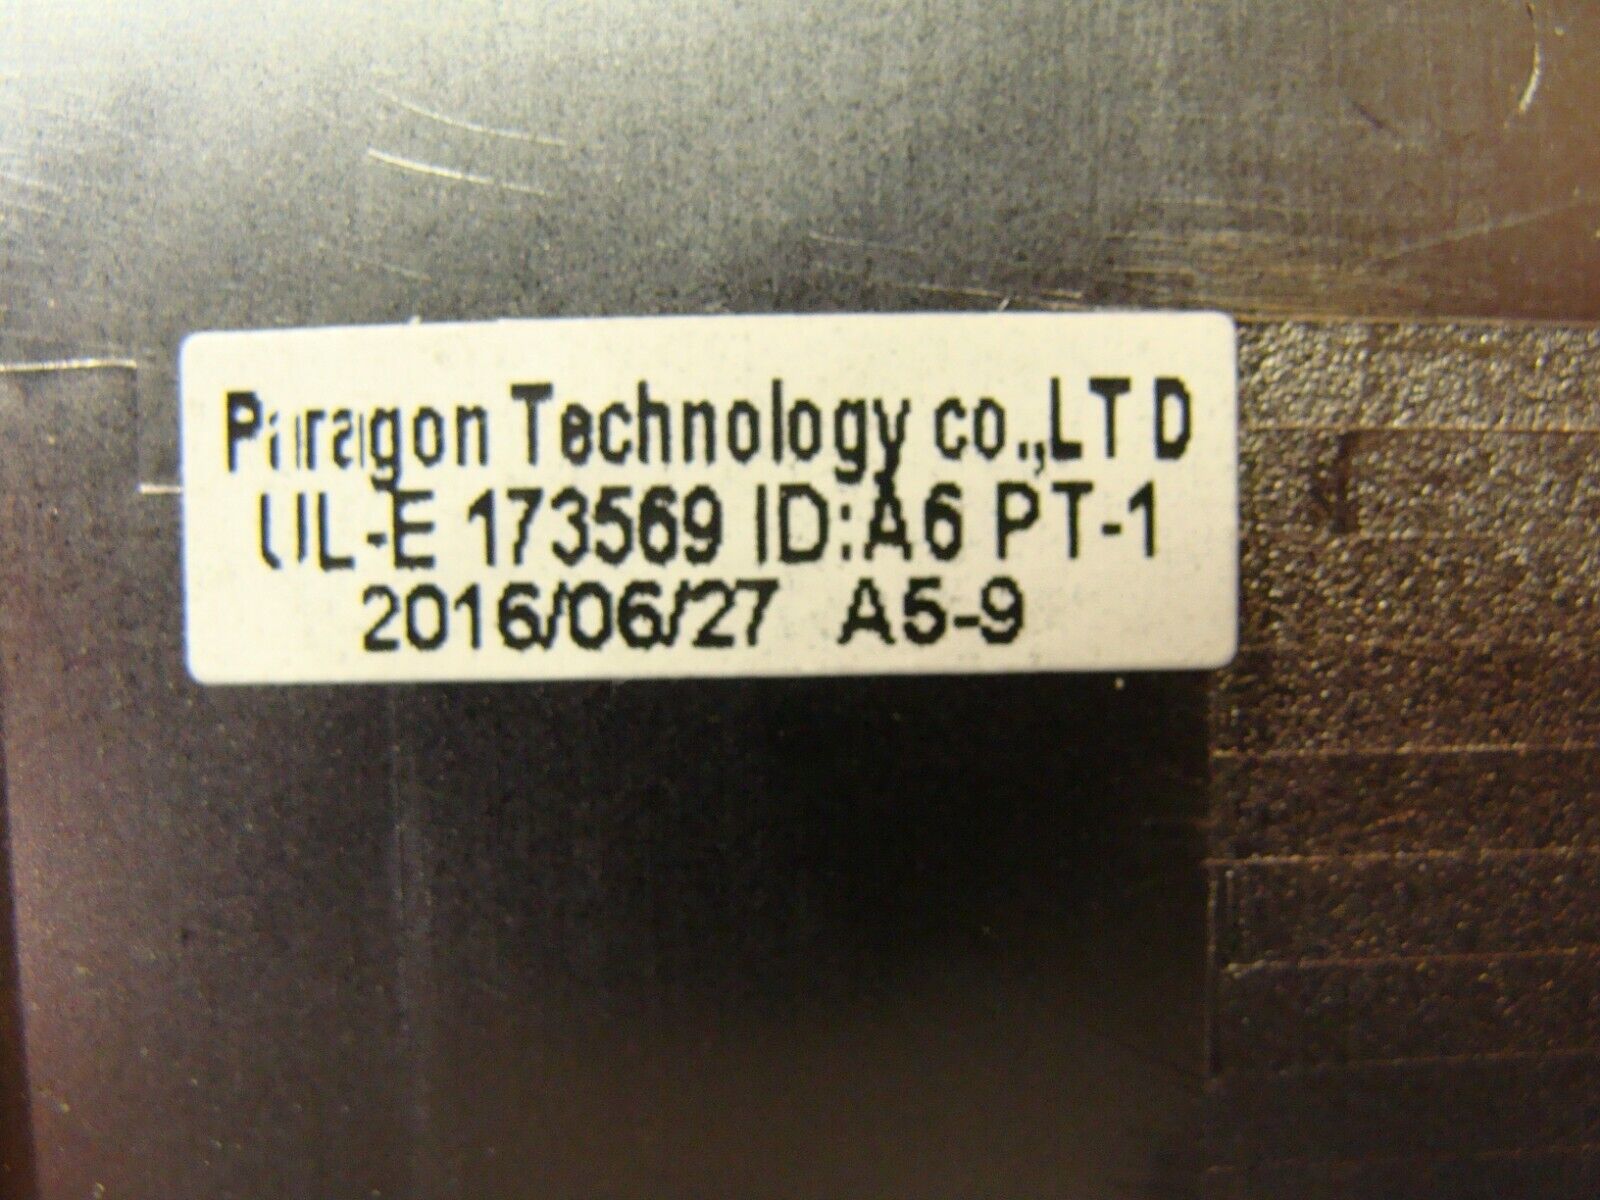 Paragon Technology co.,LTD
UL-E 173569 ID:A6 PT-1
2016/06/27 A5-9